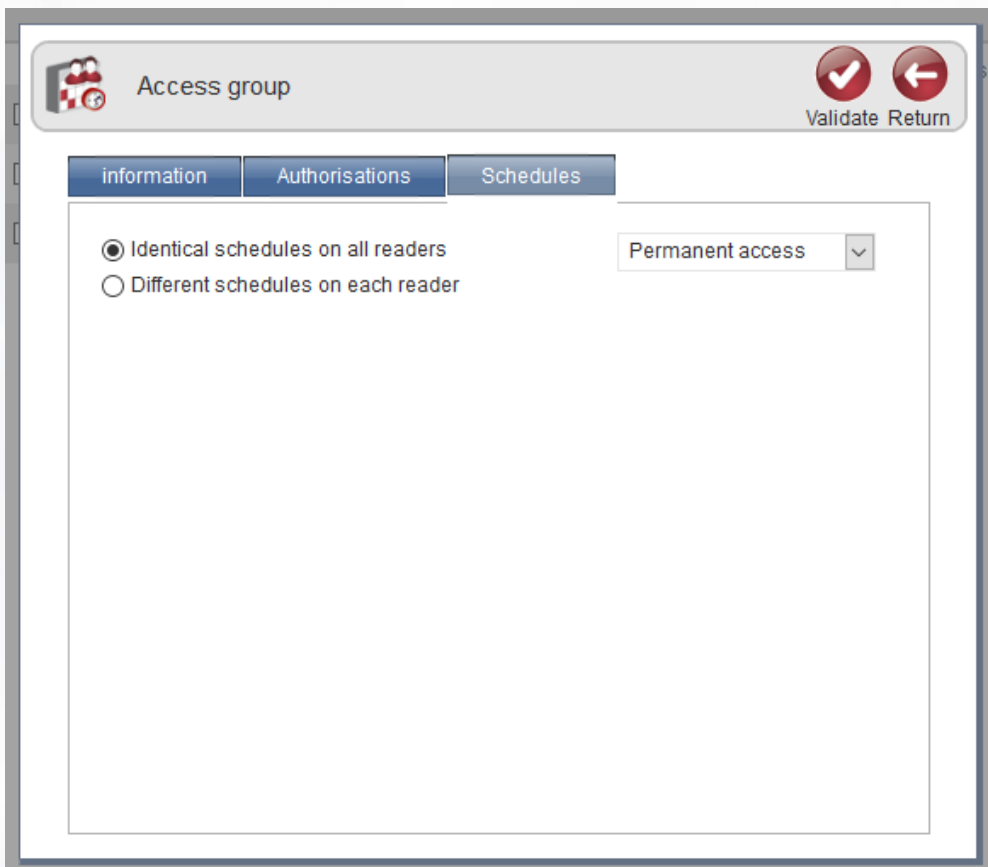 Access group
Validate Return
information Authorisations Schedules
Identical schedules on all readers Permanent access
Different schedules on each reader